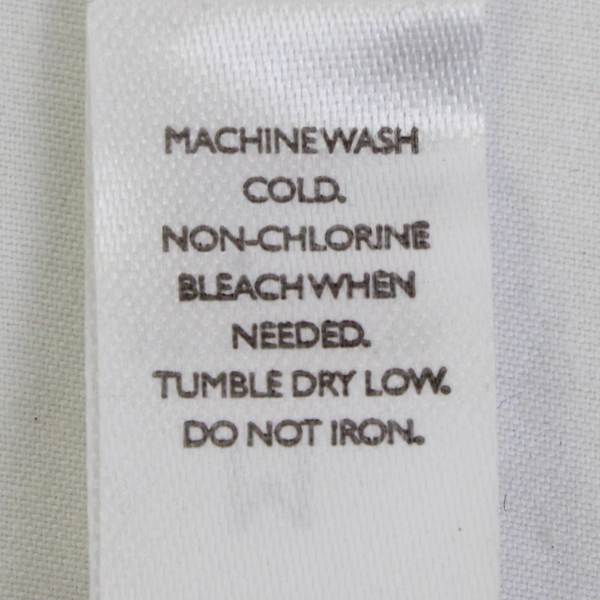 MACHINE WASH
COLD.
NON-CHLORINE
BLEACH WHEN
NEEDED.
TUMBLE DRY LOW.
DO NOT IRON.